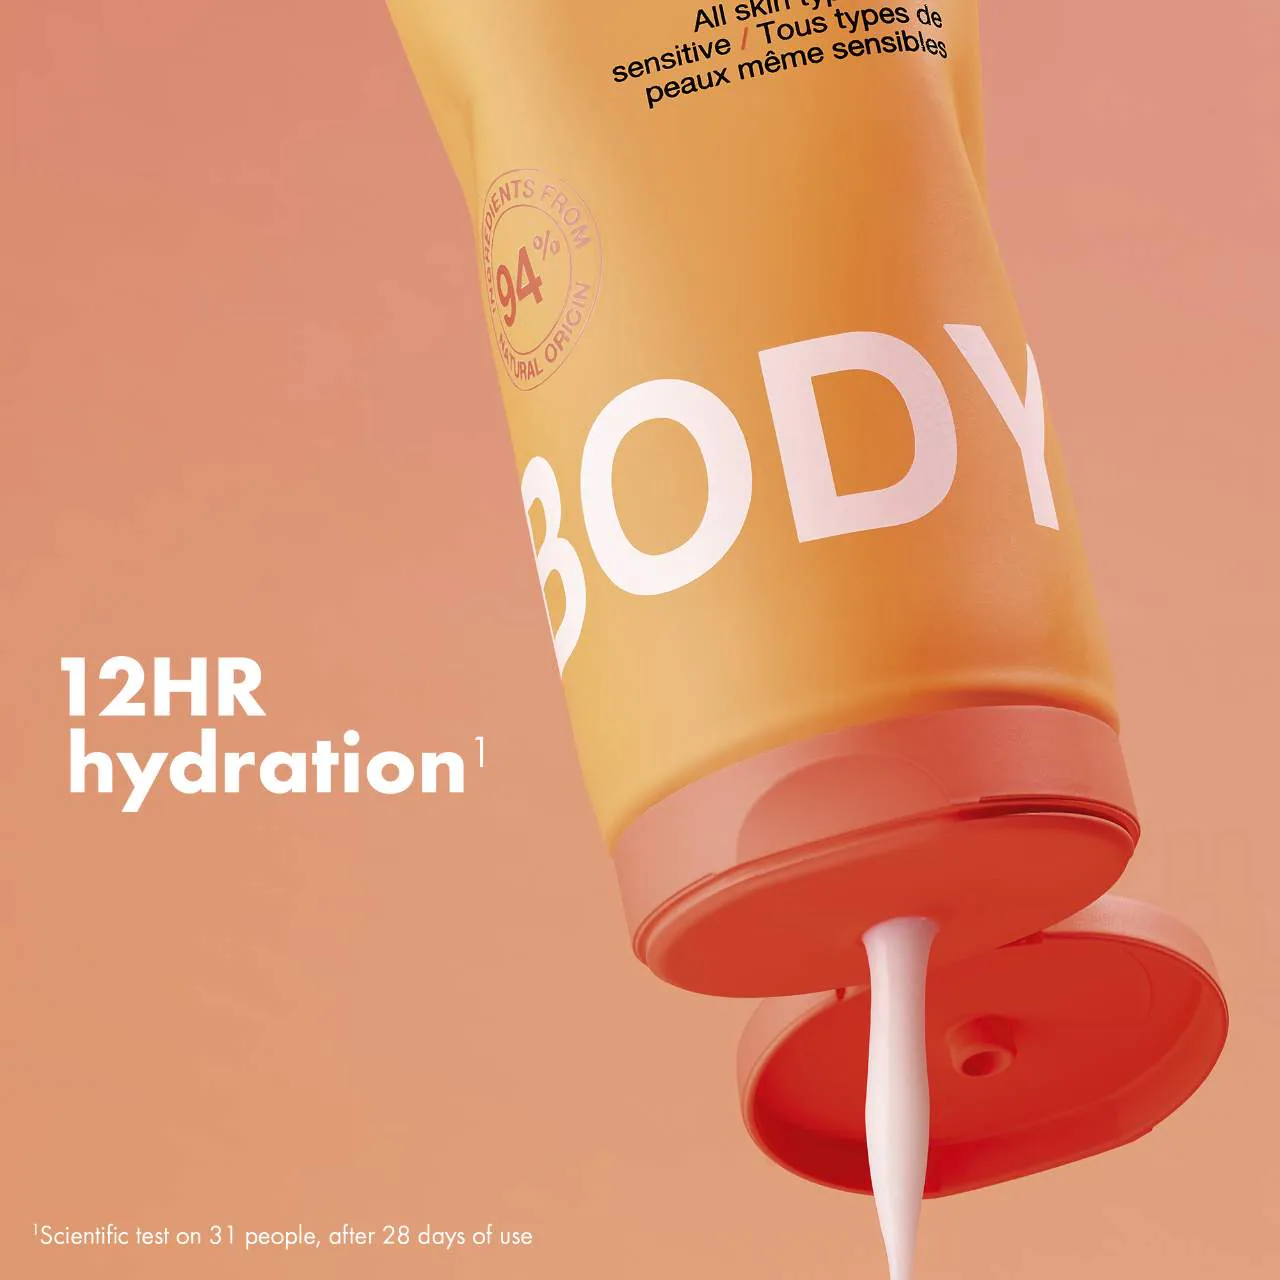 All skin
sensitive / Tous types de
peaux même sensibles
INGREDIENTS FROM
94%
NATURAL ORIGIN
BODY
12HR
hydration¹
¹Scientific test on 31 people, after 28 days of use